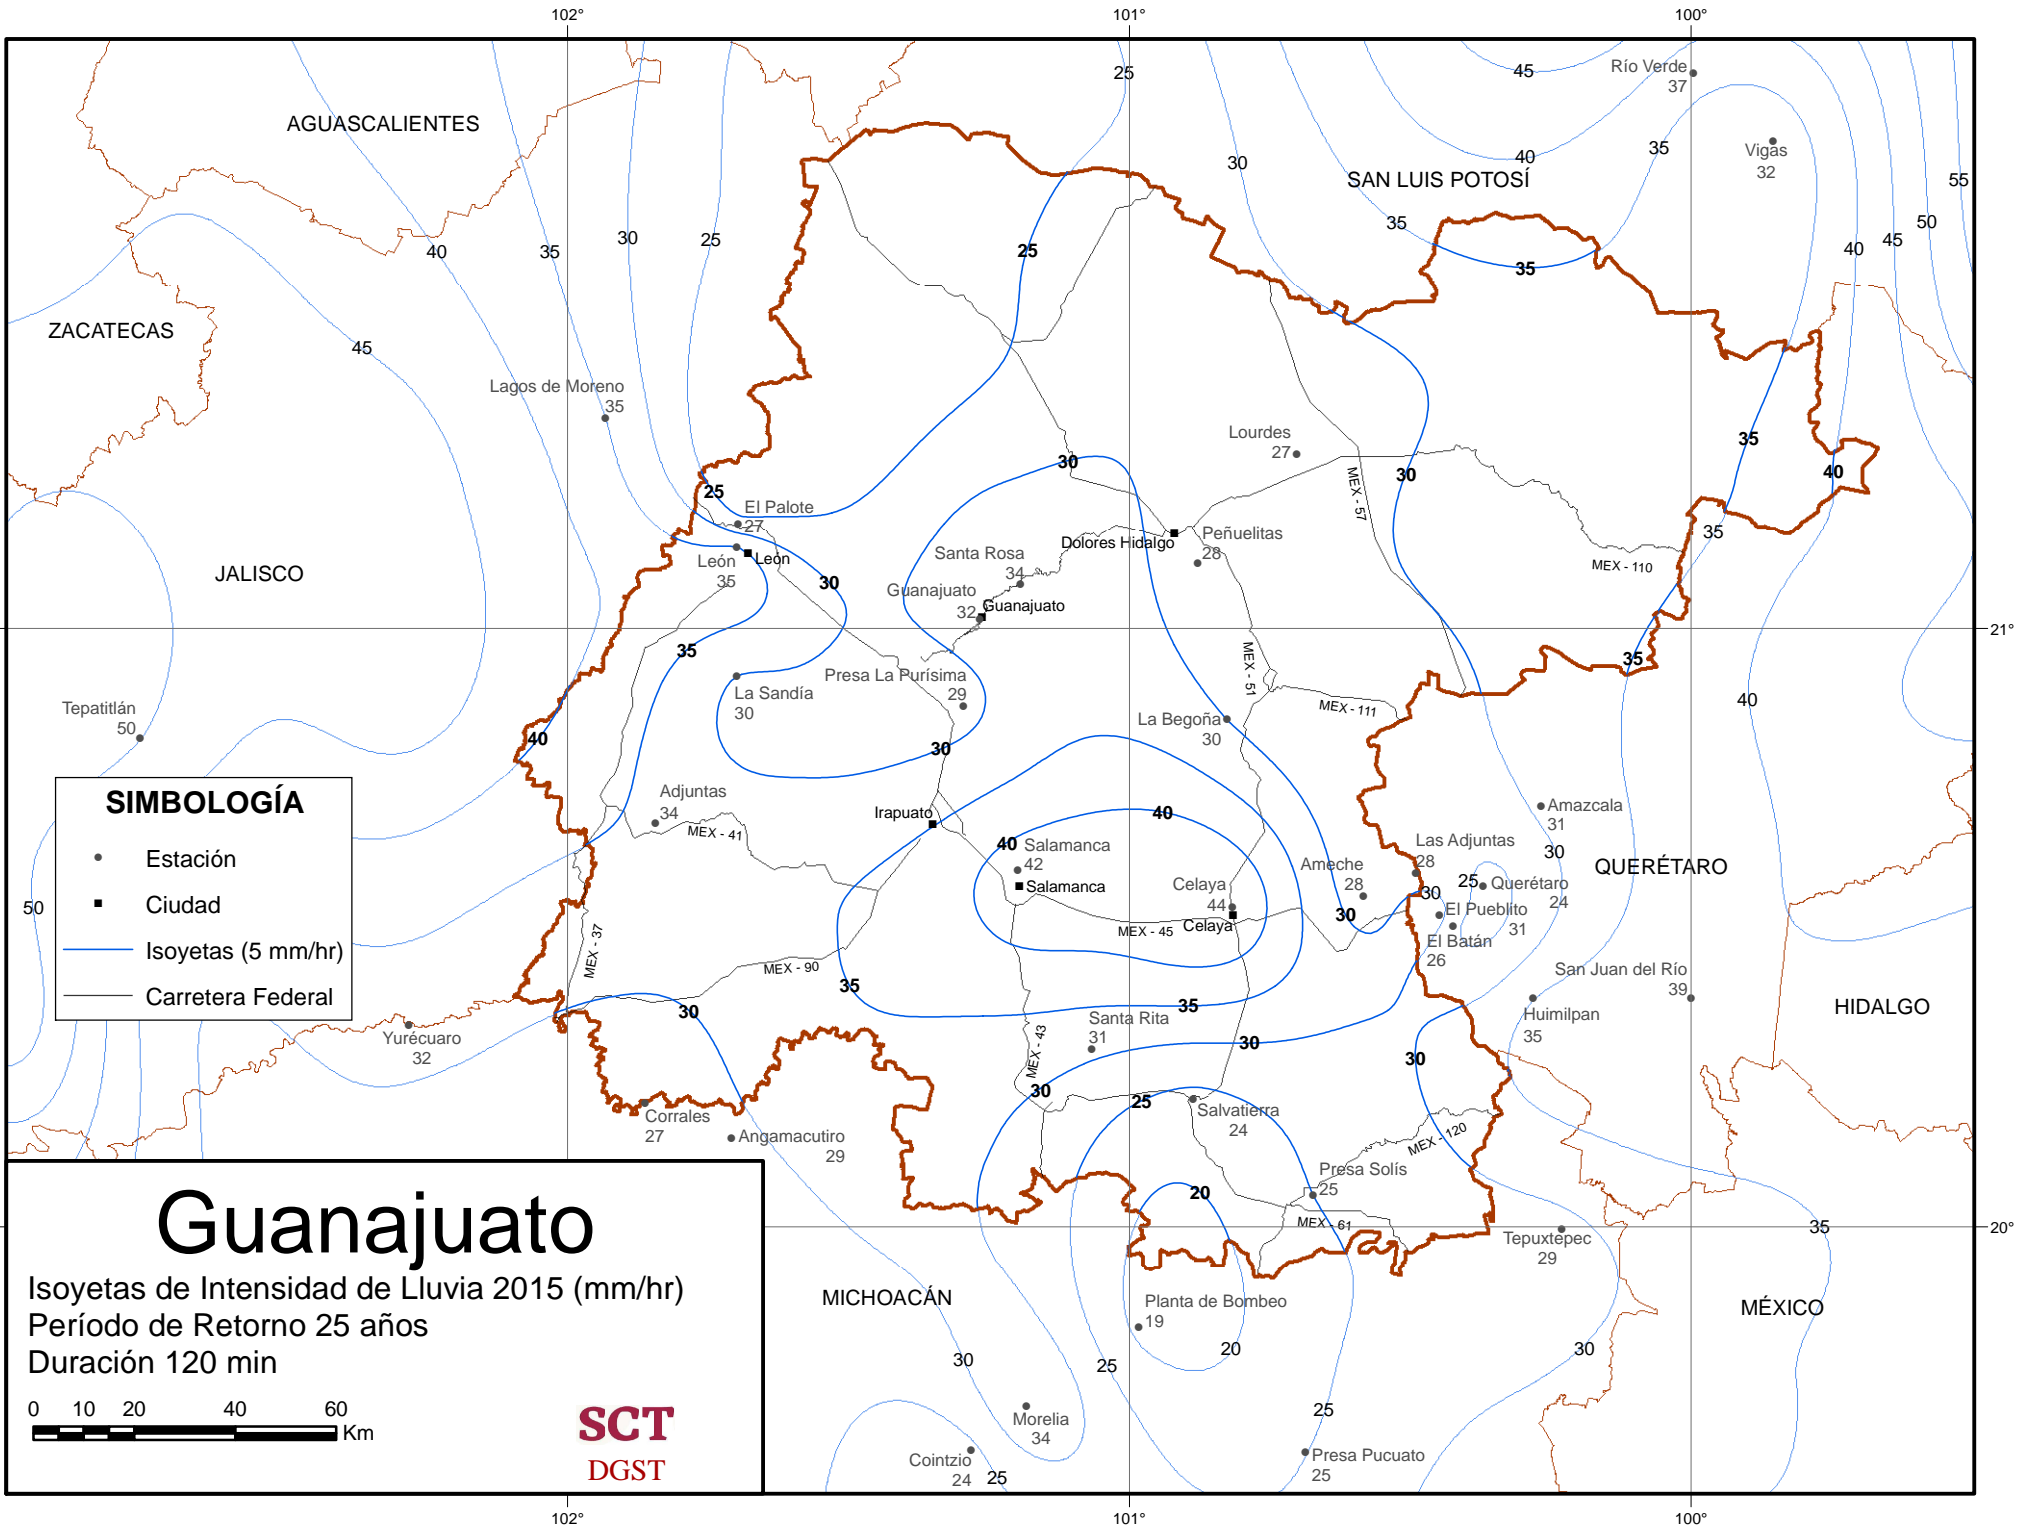 102°
101°
100°
25
45
Río Verde
37
AGUASCALIENTES
40
35
30
Vigas
32
SAN LUIS POTOSÍ
55
35
50
40
35
30
25
25
45
40
35
ZACATECAS
45
Lagos de Moreno
35
Lourdes
27
35
30
30
40
25
MEX - 57
El Palote
27
Dolores Hidalgo
Peñuelitas
28
35
León
León
35
Santa Rosa
34
MEX - 110
JALISCO
30
Guanajuato
32
Guanajuato
21°
35
MEX - 51
35
Presa La Purísima
29
La Sandía
30
40
Tepatitlán
50
MEX - 111
La Begoña
30
40
30
SIMBOLOGÍA
Estación
Ciudad
Isoyetas (5 mm/hr)
Carretera Federal
Adjuntas
34
MEX - 41
Irapuato
40
Amazcala
31
40
Salamanca
42
Salamanca
Las Adjuntas
28
30
QUERÉTARO
Ameche
28
Celaya
44
Celaya
25
Querétaro
24
30
El Pueblito
31
50
30
MEX - 45
El Batán
26
MEX - 37
MEX - 90
San Juan del Río
39
35
35
30
Huimilpan
35
HIDALGO
Santa Rita
31
Yurécuaro
32
MEX - 43
30
30
30
25
Salvatierra
24
Corrales
27
Angamacutiro
29
MEX - 120
Presa Solís
25
20
MEX - 61
35
20°
Tepuxtepec
29
Guanajuato
Isoyetas de Intensidad de Lluvia 2015 (mm/hr)
Período de Retorno 25 años
Duración 120 min
0 10 20 40 60
Km
SCT
DGST
MICHOACÁN
Planta de Bombeo
19
MÉXICO
30
25
20
30
25
Morelia
34
Cointzio
24
25
Presa Pucuato
25
102°
101°
100°